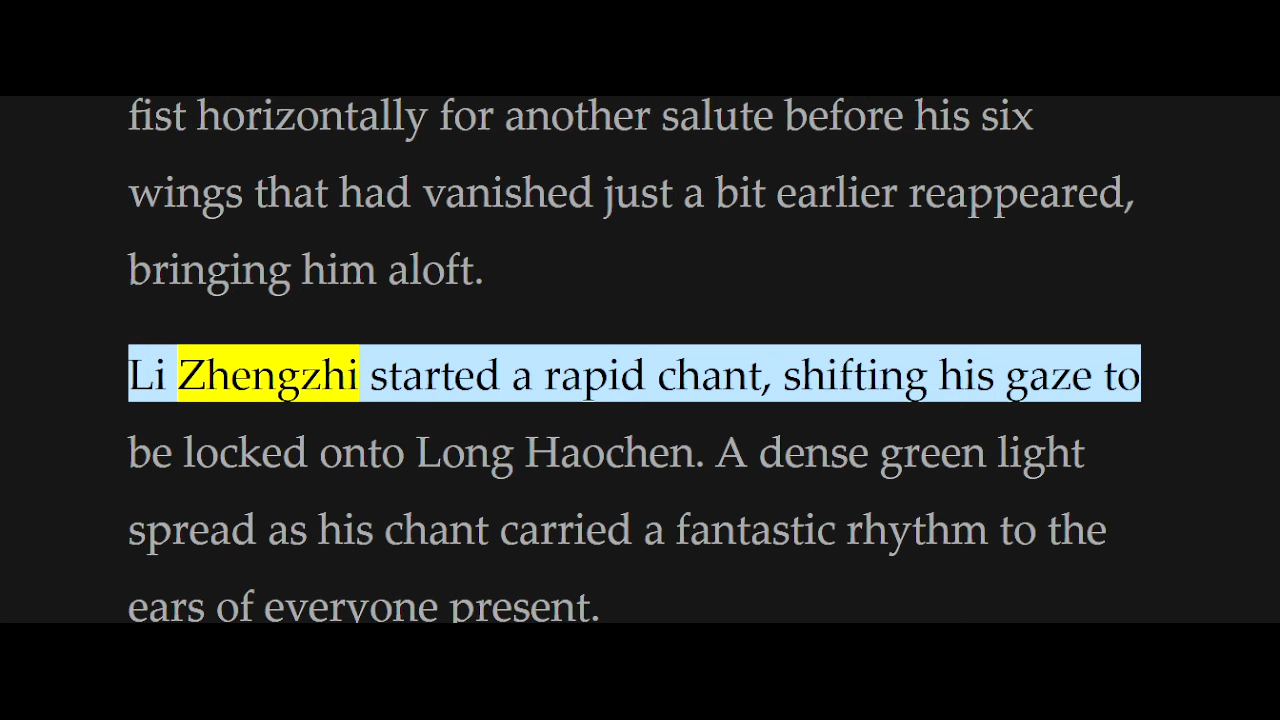 fist horizontally for another salute before his six
wings that had vanished just a bit earlier reappeared,
bringing him aloft.
Li Zhengzhi started a rapid chant, shifting his gaze to
be locked onto Long Haochen. A dense green light
spread as his chant carried a fantastic rhythm to the
ears of everyone present.